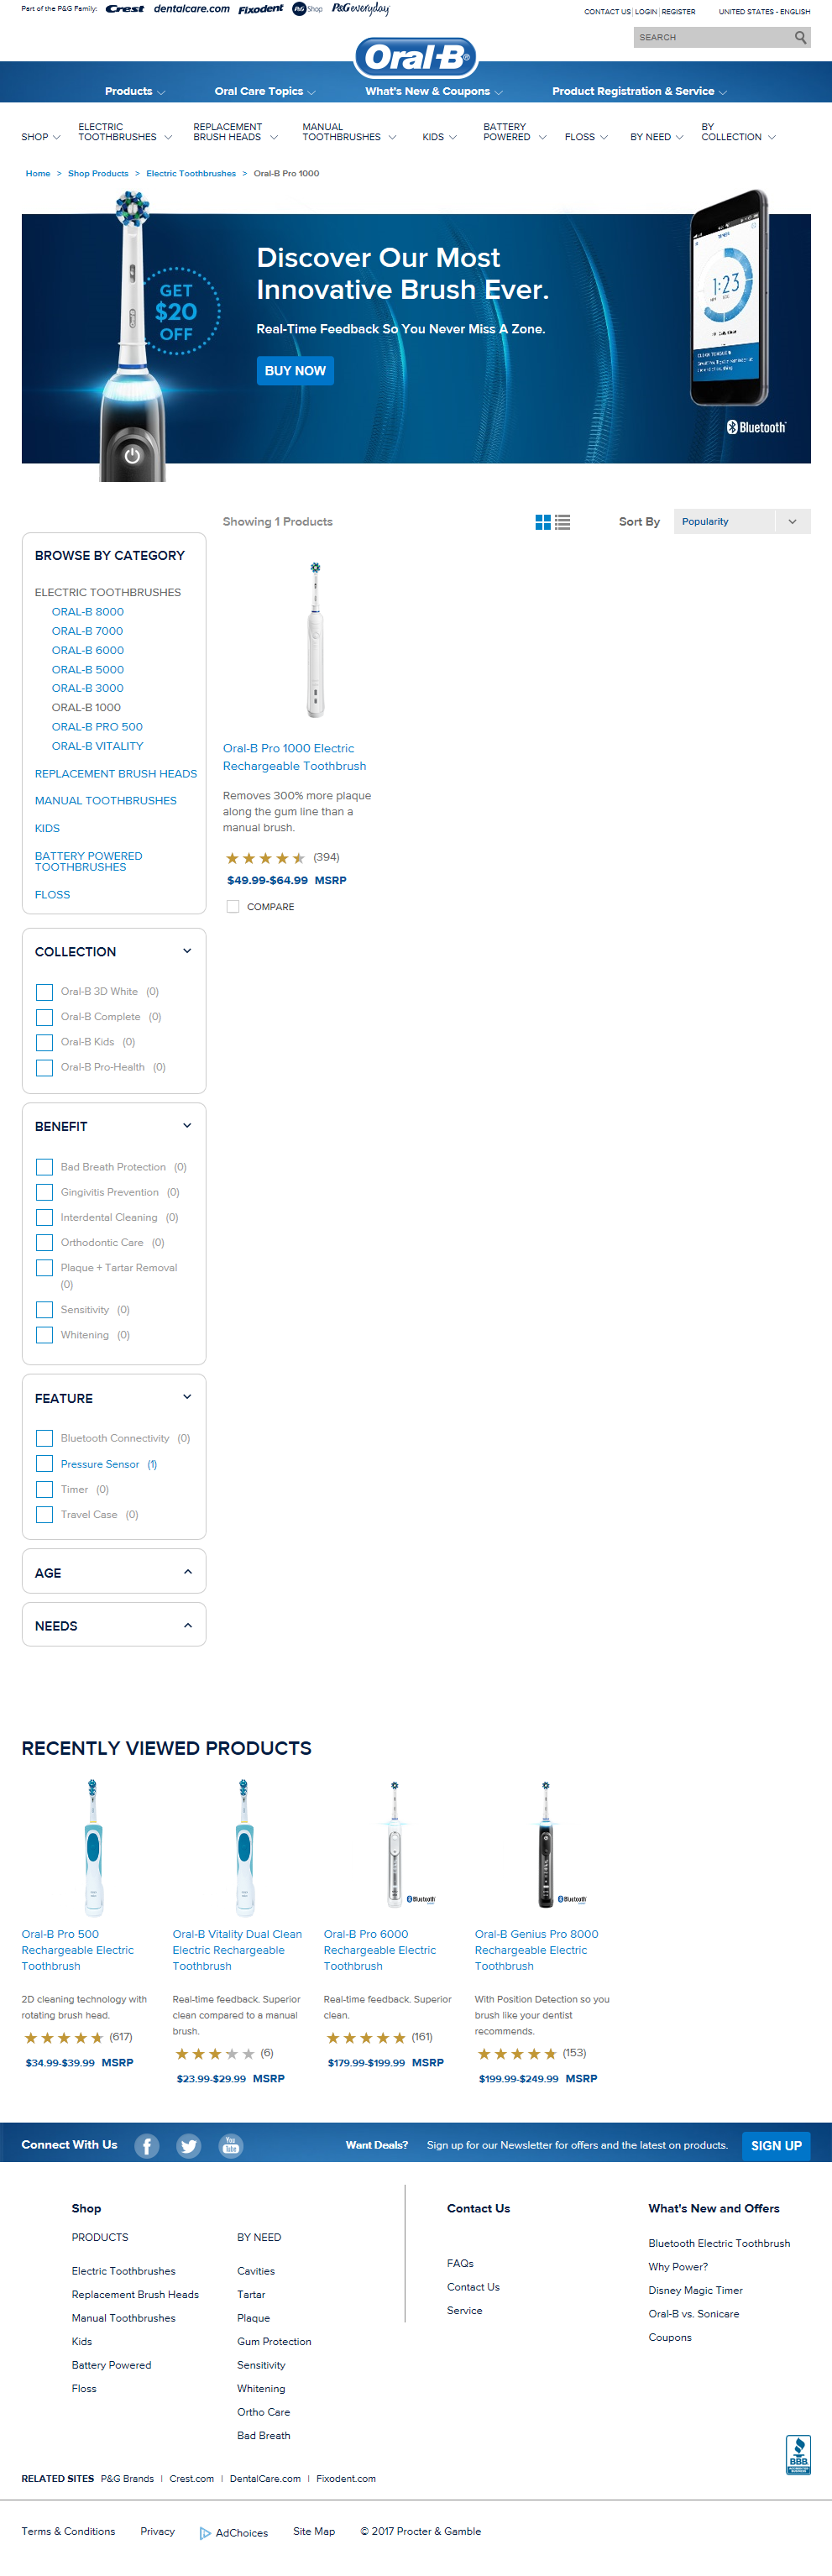 Part of the P&G Family: Crest dentalcare.com Fixodent P&G Shop P&Geveryday
CONTACT US LOGIN REGISTER UNITED STATES - ENGLISH
SEARCH
Oral-B
Products Oral Care Topics What's New & Coupons Product Registration & Service
SHOP ELECTRIC TOOTHBRUSHES REPLACEMENT BRUSH HEADS MANUAL TOOTHBRUSHES KIDS BATTERY POWERED FLOSS BY NEED BY COLLECTION
Home > Shop Products > Electric Toothbrushes > Oral-B Pro 1000
GET
$20
OFF
Discover Our Most
Innovative Brush Ever.
Real-Time Feedback So You Never Miss A Zone.
BUY NOW
1:23
Bluetooth
Showing 1 Products
Sort By Popularity
BROWSE BY CATEGORY
ELECTRIC TOOTHBRUSHES
ORAL-B 8000
ORAL-B 7000
ORAL-B 6000
ORAL-B 5000
ORAL-B 3000
ORAL-B 1000
ORAL-B PRO 500
ORAL-B VITALITY
REPLACEMENT BRUSH HEADS
MANUAL TOOTHBRUSHES
KIDS
BATTERY POWERED
TOOTHBRUSHES
FLOSS
Oral-B Pro 1000 Electric
Rechargeable Toothbrush
Removes 300% more plaque
along the gum line than a
manual brush.
(394)
$49.99-$64.99 MSRP
COMPARE
COLLECTION
Oral-B 3D White (0)
Oral-B Complete (0)
Oral-B Kids (0)
Oral-B Pro-Health (0)
BENEFIT
Bad Breath Protection (0)
Gingivitis Prevention (0)
Interdental Cleaning (0)
Orthodontic Care (0)
Plaque + Tartar Removal
(0)
Sensitivity (0)
Whitening (0)
FEATURE
Bluetooth Connectivity (0)
Pressure Sensor (1)
Timer (0)
Travel Case (0)
AGE
NEEDS
RECENTLY VIEWED PRODUCTS
Bluetooth
Bluetooth
Oral-B Pro 500
Rechargeable Electric
Toothbrush
2D cleaning technology with
rotating brush head.
(617)
$34.99-$39.99 MSRP
Oral-B Vitality Dual Clean
Electric Rechargeable
Toothbrush
Real-time feedback. Superior
clean compared to a manual
brush.
(6)
$23.99-$29.99 MSRP
Oral-B Pro 6000
Rechargeable Electric
Toothbrush
Real-time feedback. Superior
clean.
(161)
$179.99-$199.99 MSRP
Oral-B Genius Pro 8000
Rechargeable Electric
Toothbrush
With Position Detection so you
brush like your dentist
recommends.
(153)
$199.99-$249.99 MSRP
Connect With Us You Tube Want Deals? Sign up for our Newsletter for offers and the latest on products. SIGN UP
Shop
PRODUCTS
Electric Toothbrushes
Replacement Brush Heads
Manual Toothbrushes
Kids
Battery Powered
Floss
BY NEED
Cavities
Tartar
Plaque
Gum Protection
Sensitivity
Whitening
Ortho Care
Bad Breath
Contact Us
FAQs
Contact Us
Service
What's New and Offers
Bluetooth Electric Toothbrush
Why Power?
Disney Magic Timer
Oral-B vs. Sonicare
Coupons
BBB
RELATED SITES P&G Brands | Crest.com | DentalCare.com | Fixodent.com
Terms & Conditions Privacy AdChoices Site Map © 2017 Procter & Gamble